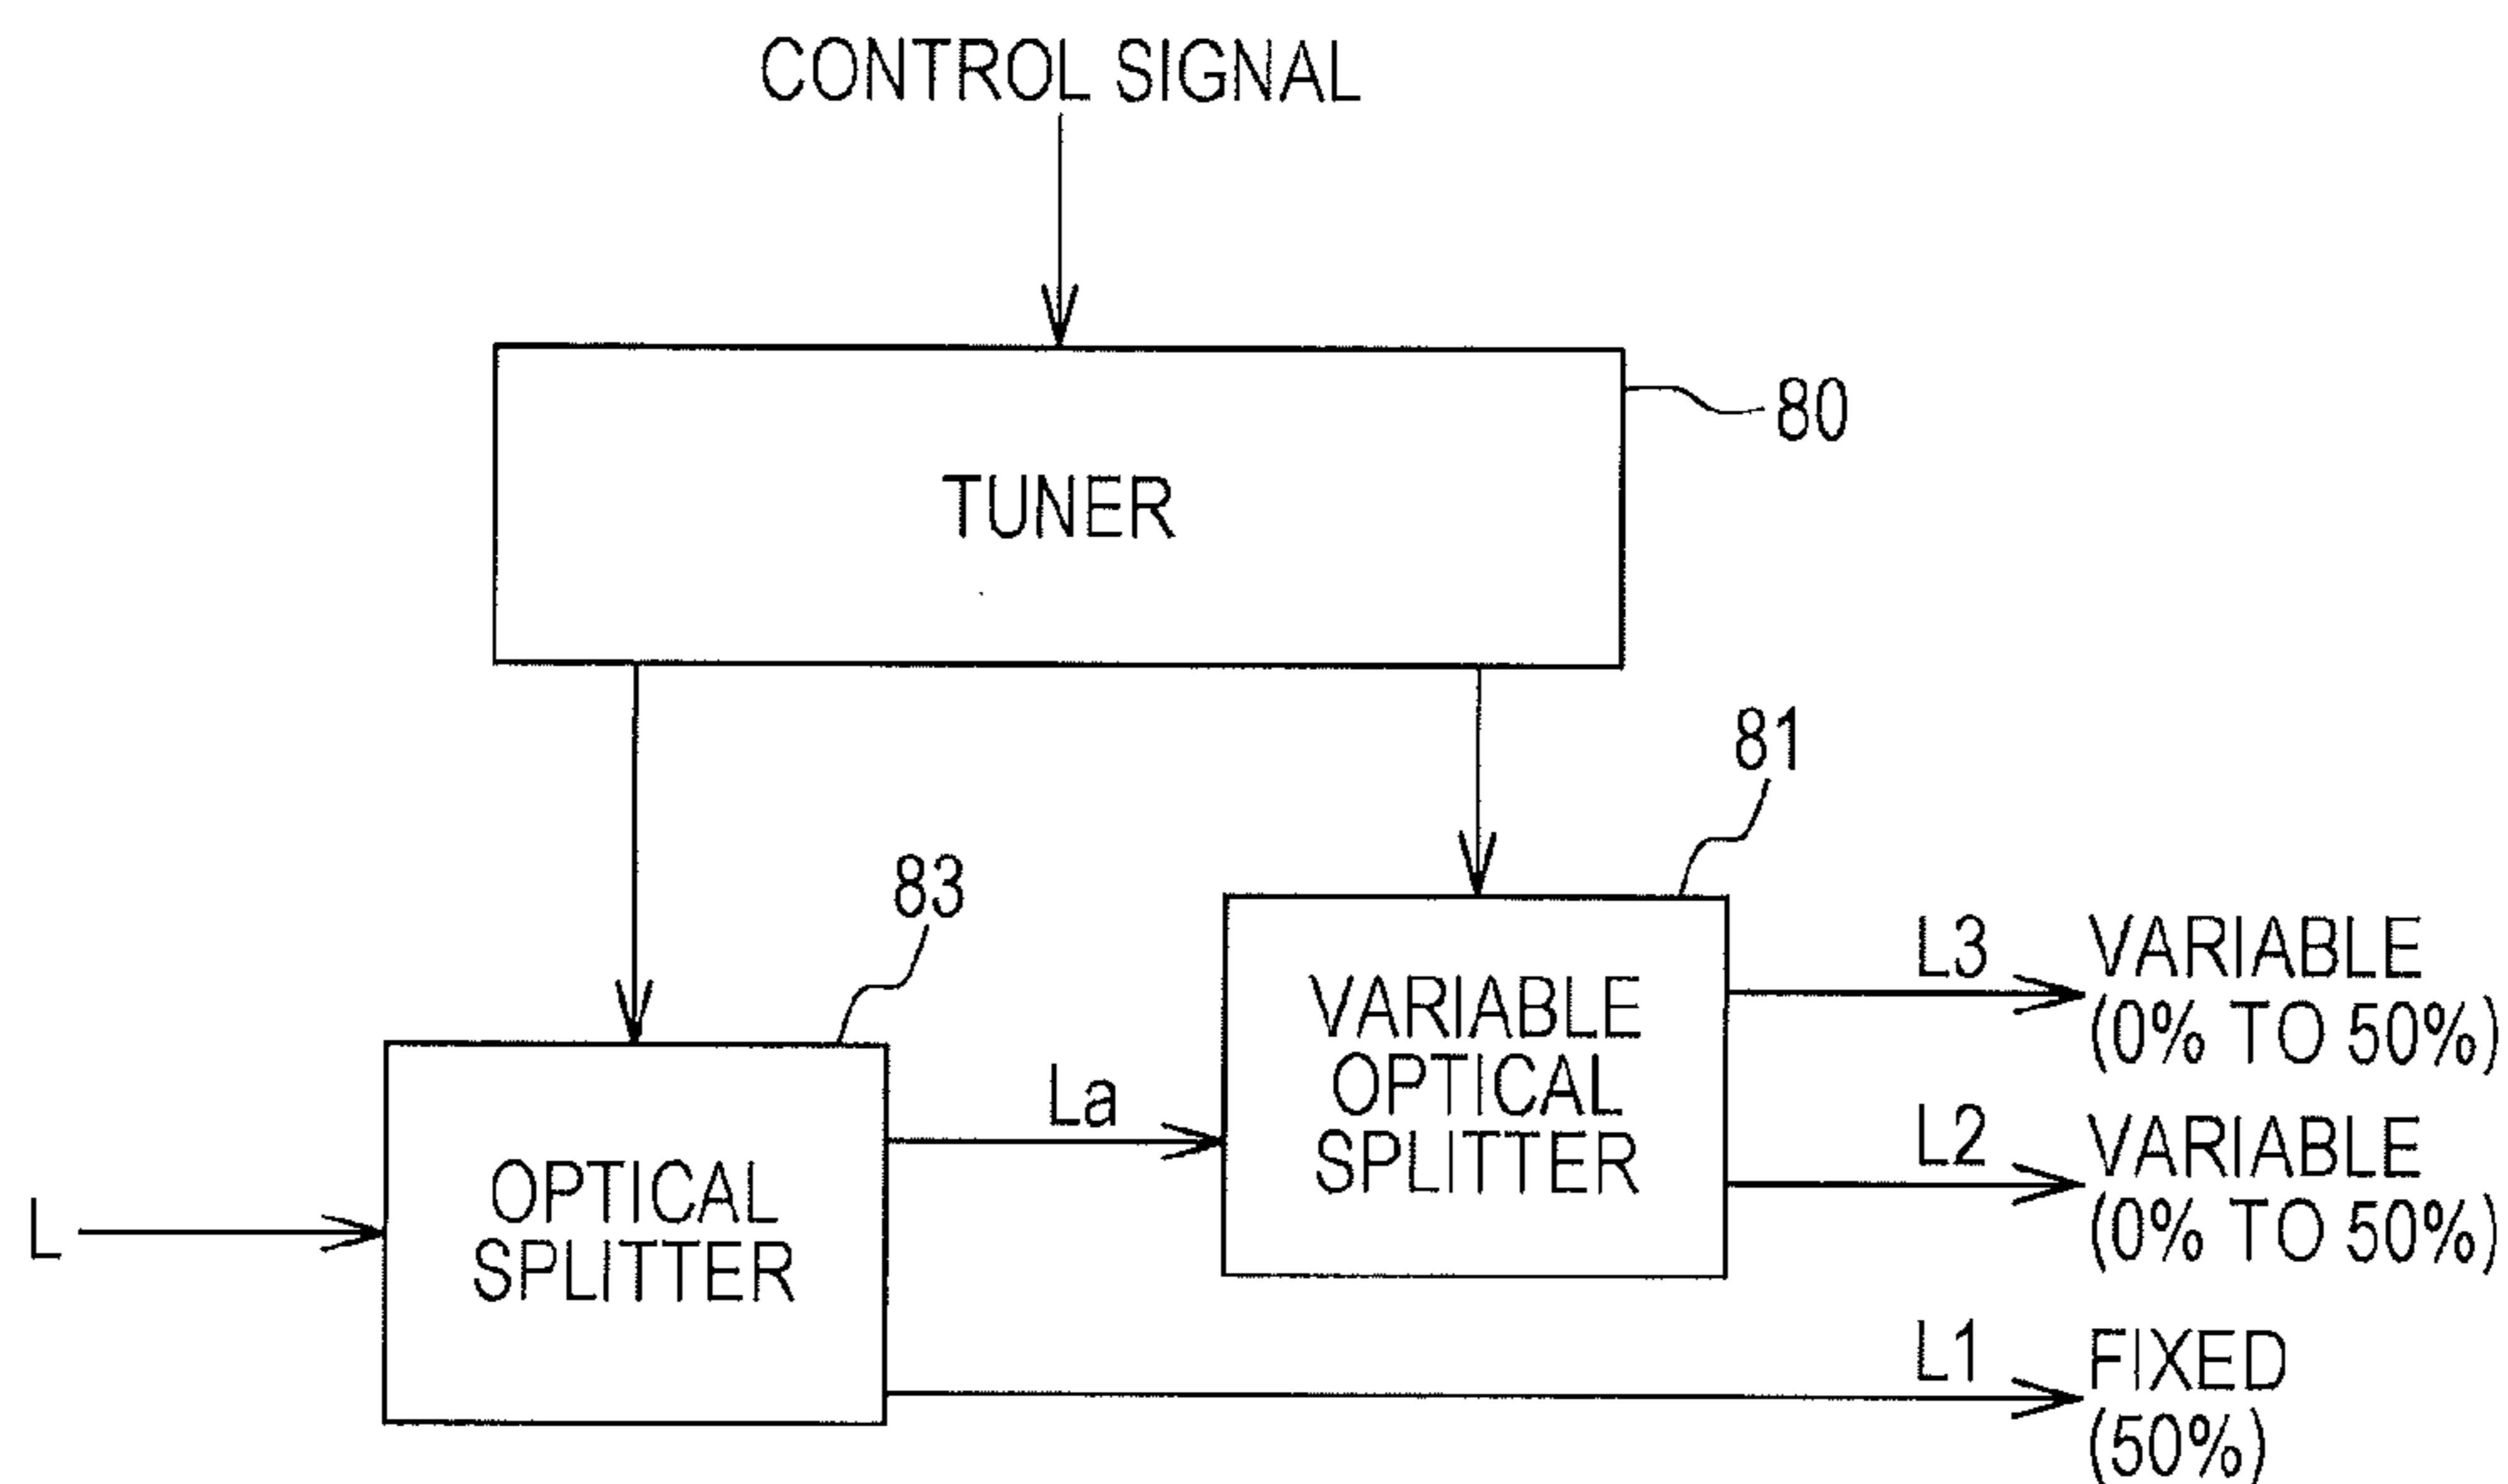 CONTROL SIGNAL
80
TUNER
81
83
L3 VARIABLE
(0% TO 50%)
VARIABLE
OPTICAL
SPLITTER
La
L2 VARIABLE
(0% TO 50%)
OPTICAL
SPLITTER
L
L1 FIXED
(50%)